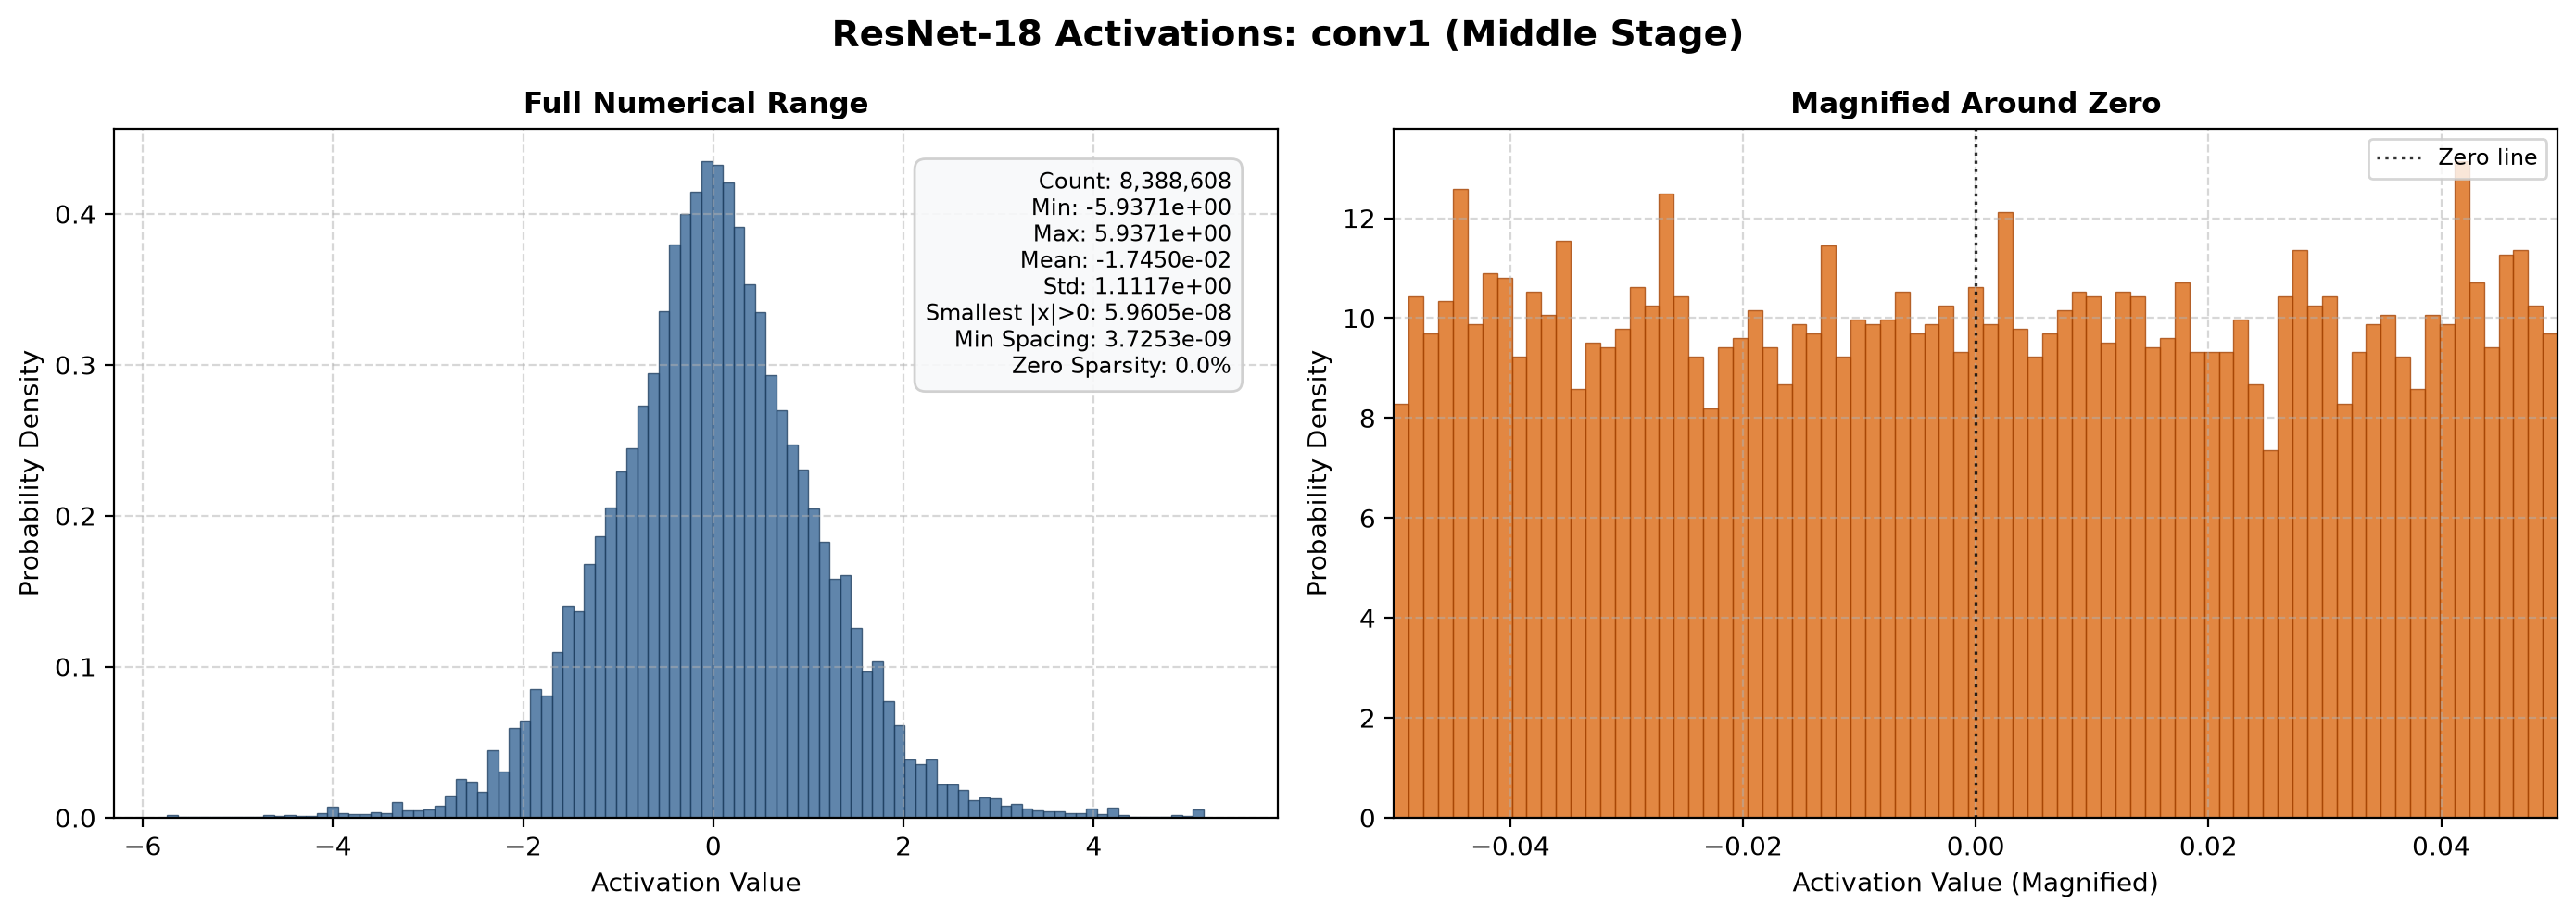 ResNet-18 Activations: conv1 (Middle Stage)
Full Numerical Range
Probability Density
0.4
0.3
0.2
0.1
0.0
Count: 8,388,608
Min: -5.9371e+00
Max: 5.9371e+00
Mean: -1.7450e-02
Std: 1.1117e+00
Smallest |x|>0: 5.9605e-08
Min Spacing: 3.7253e-09
Zero Sparsity: 0.0%
−6 −4 −2 0 2 4
Activation Value
Magnified Around Zero
Probability Density
12
10
8
6
4
2
0
Zero line
−0.04 −0.02 0.00 0.02 0.04
Activation Value (Magnified)